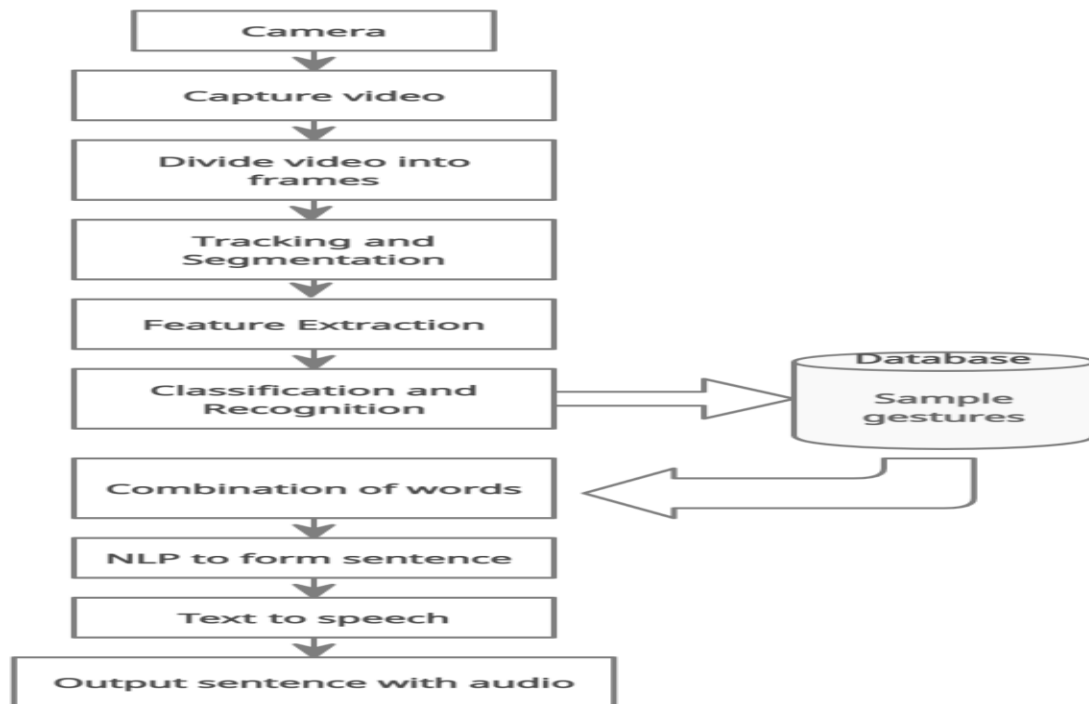 Camera
Capture video
Divide video into
frames
Tracking and
Segmentation
Feature Extraction
Classification and
Recognition
Database
Sample
gestures
Combination of words
NLP to form sentence
Text to speech
Output sentence with audio